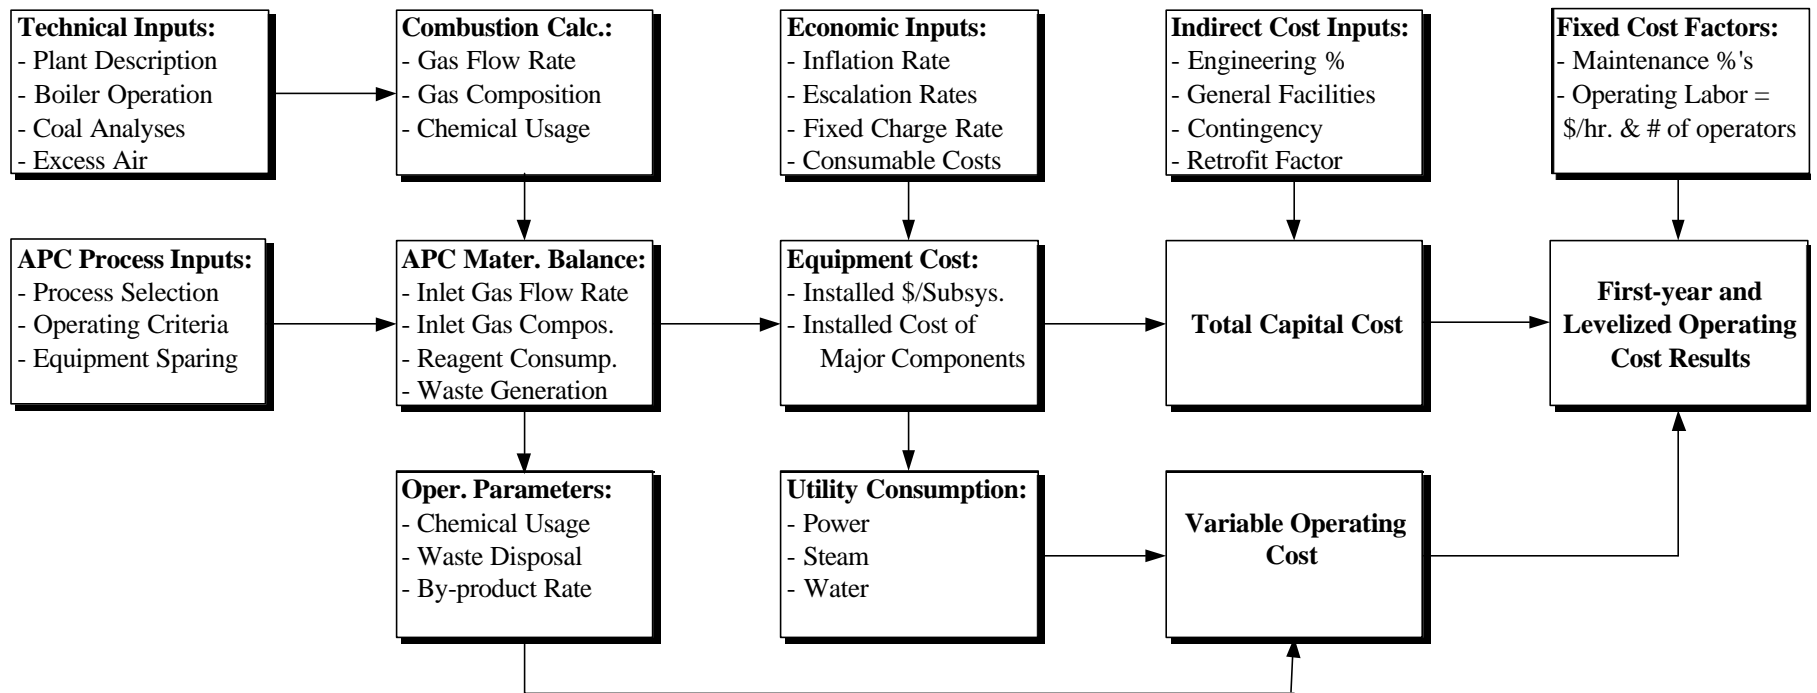 Technical Inputs:
- Plant Description
- Boiler Operation
- Coal Analyses
- Excess Air
Combustion Calc.:
- Gas Flow Rate
- Gas Composition
- Chemical Usage
Economic Inputs:
- Inflation Rate
- Escalation Rates
- Fixed Charge Rate
- Consumable Costs
Indirect Cost Inputs:
- Engineering %
- General Facilities
- Contingency
- Retrofit Factor
Fixed Cost Factors:
- Maintenance %'s
- Operating Labor =
$/hr. & # of operators
APC Process Inputs:
- Process Selection
- Operating Criteria
- Equipment Sparing
APC Mater. Balance:
- Inlet Gas Flow Rate
- Inlet Gas Compos.
- Reagent Consump.
- Waste Generation
Equipment Cost:
- Installed $/Subsys.
- Installed Cost of
Major Components
Total Capital Cost
First-year and
Levelized Operating
Cost Results
Oper. Parameters:
- Chemical Usage
- Waste Disposal
- By-product Rate
Utility Consumption:
- Power
- Steam
- Water
Variable Operating
Cost